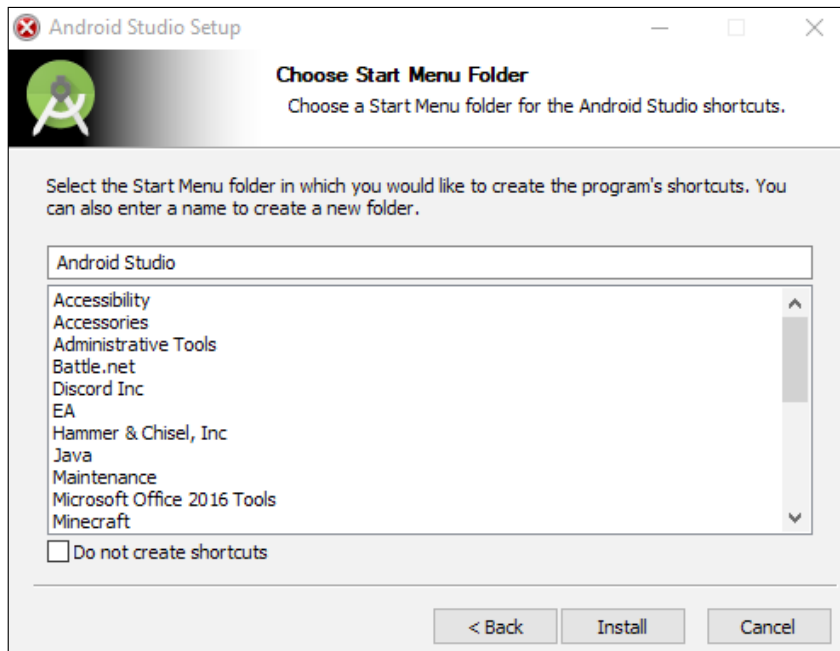 Android Studio Setup
Choose Start Menu Folder
Choose a Start Menu folder for the Android Studio shortcuts.
Select the Start Menu folder in which you would like to create the program's shortcuts. You
can also enter a name to create a new folder.
Android Studio
Accessibility
Accessories
Administrative Tools
Battle.net
Discord Inc
EA
Hammer & Chisel, Inc
Java
Maintenance
Microsoft Office 2016 Tools
Minecraft
Do not create shortcuts
< Back Install Cancel